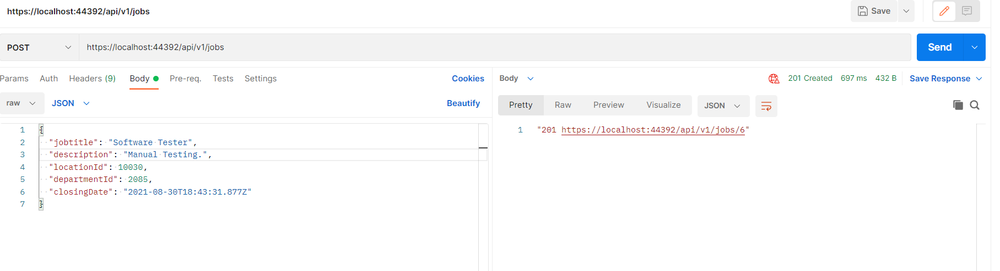 https://localhost:44392/api/v1/jobs
Save
POST
https://localhost:44392/api/v1/jobs
Send
Params Auth Headers (9) Body Pre-req. Tests Settings Cookies
raw JSON Beautify
1 {
2 "jobtitle": "Software Tester",
3 "description": "Manual Testing.",
4 "locationId": 10030,
5 "departmentId": 2085,
6 "closingDate": "2021-08-30T18:43:31.877Z"
7 }
Body 201 Created 697 ms 432 B Save Response
Pretty Raw Preview Visualize JSON
1 "201 https://localhost:44392/api/v1/jobs/6"